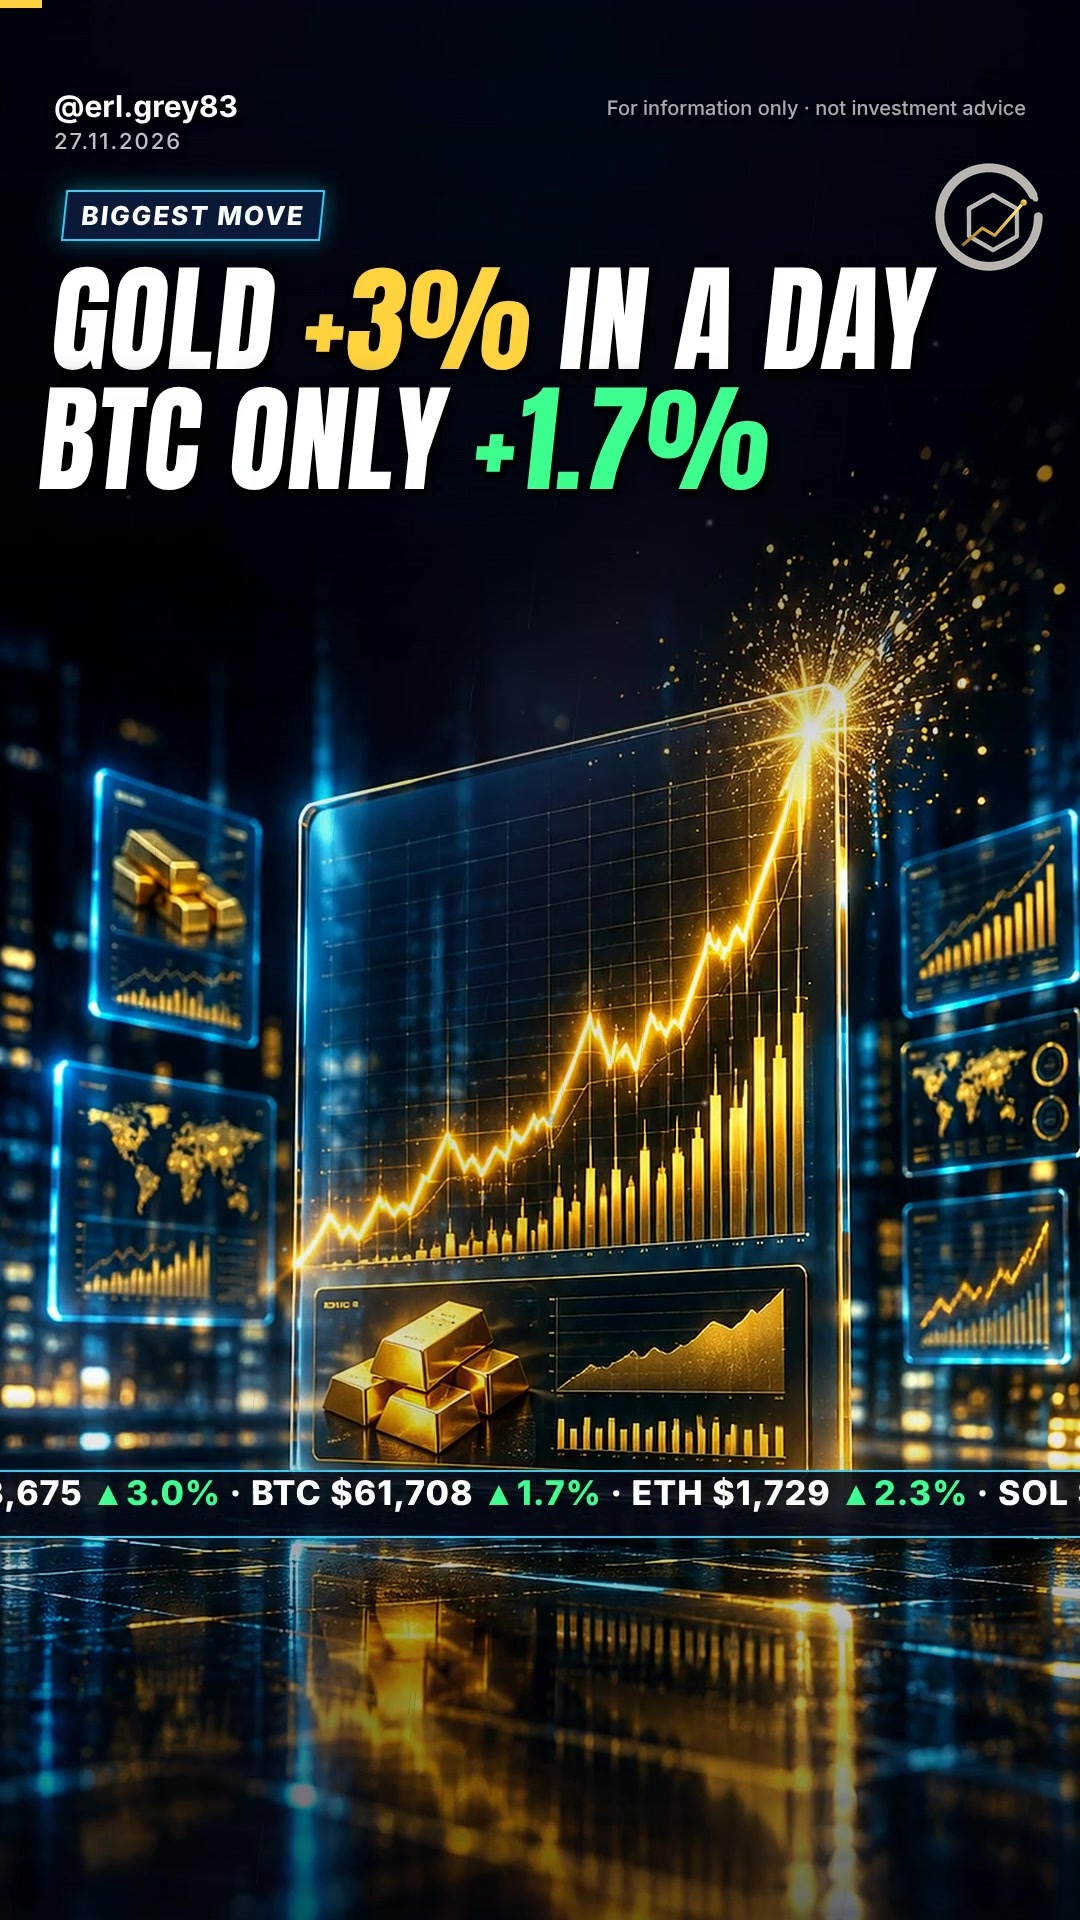 @erl.grey83
For information only · not investment advice
27.11.2026
BIGGEST MOVE
GOLD +3% IN A DAY
BTC ONLY +1.7%
,675 ▲3.0% · BTC $61,708 ▲1.7% · ETH $1,729 ▲2.3% · SOL